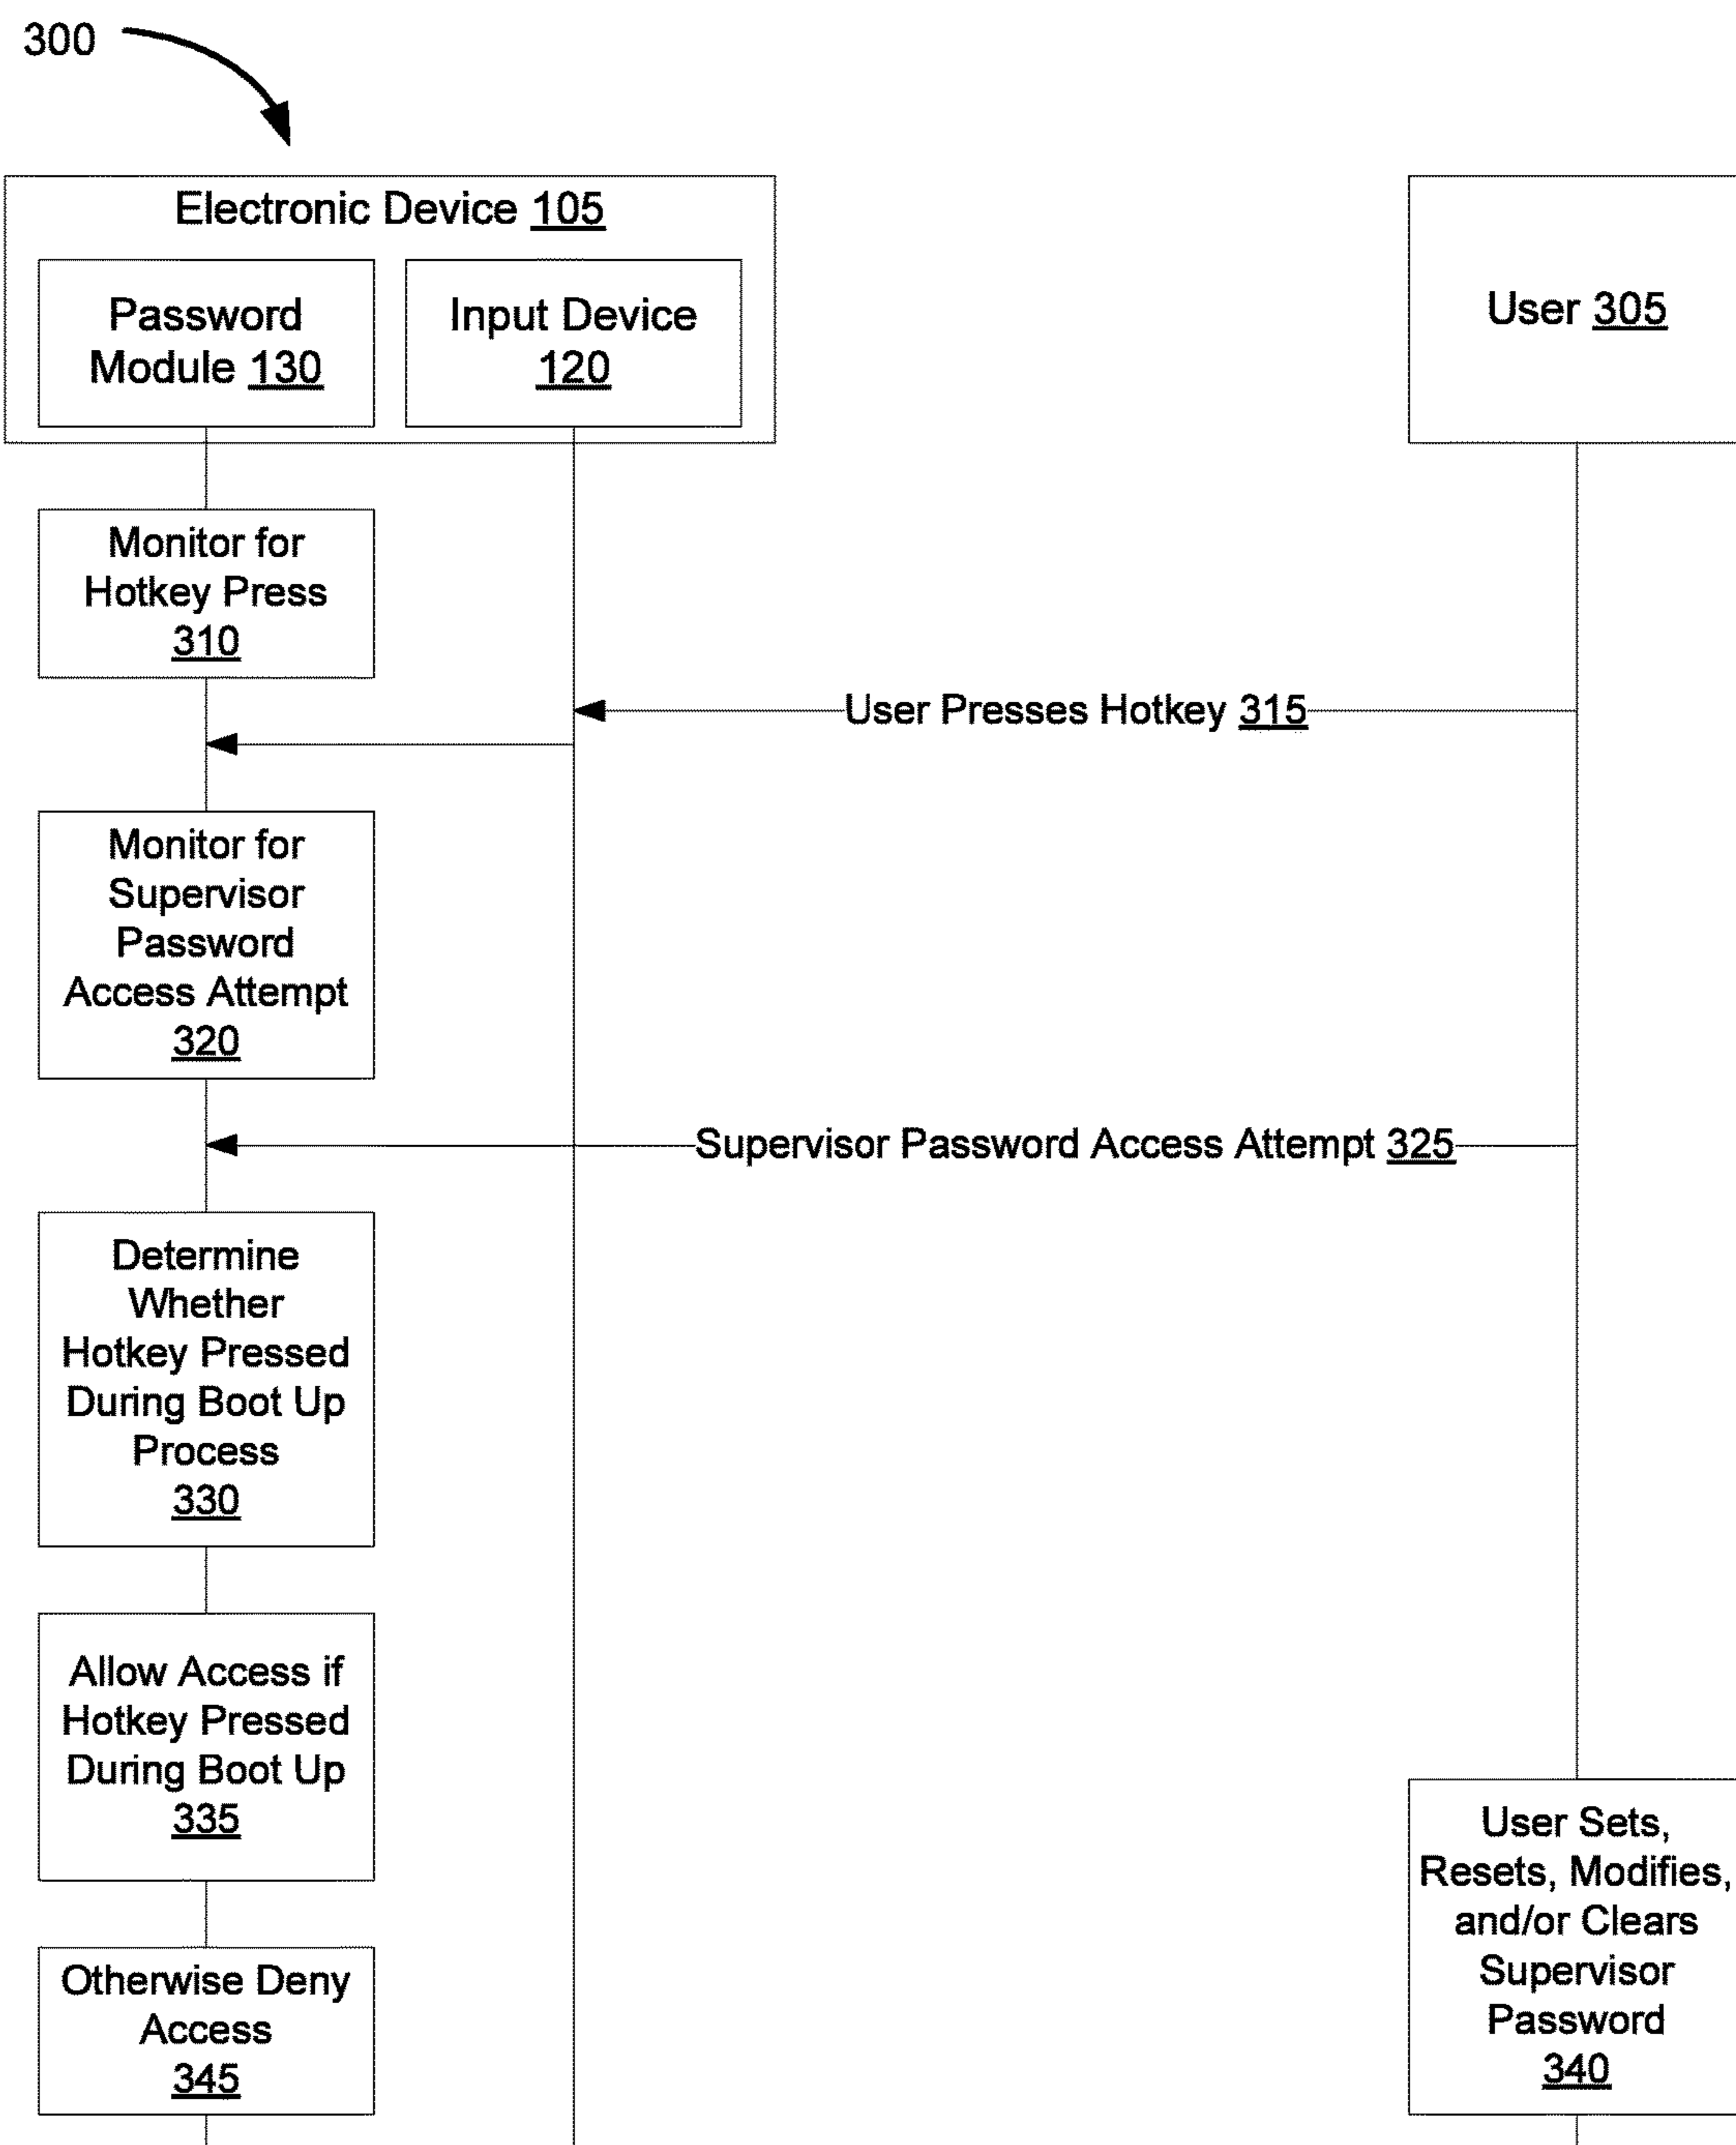 300
Electronic Device 105
Password
Module 130
Input Device
120
User 305
Monitor for
Hotkey Press
310
User Presses Hotkey 315
Monitor for
Supervisor
Password
Access Attempt
320
Supervisor Password Access Attempt 325
Determine
Whether
Hotkey Pressed
During Boot Up
Process
330
Allow Access if
Hotkey Pressed
During Boot Up
335
User Sets,
Resets, Modifies,
and/or Clears
Supervisor
Password
340
Otherwise Deny
Access
345